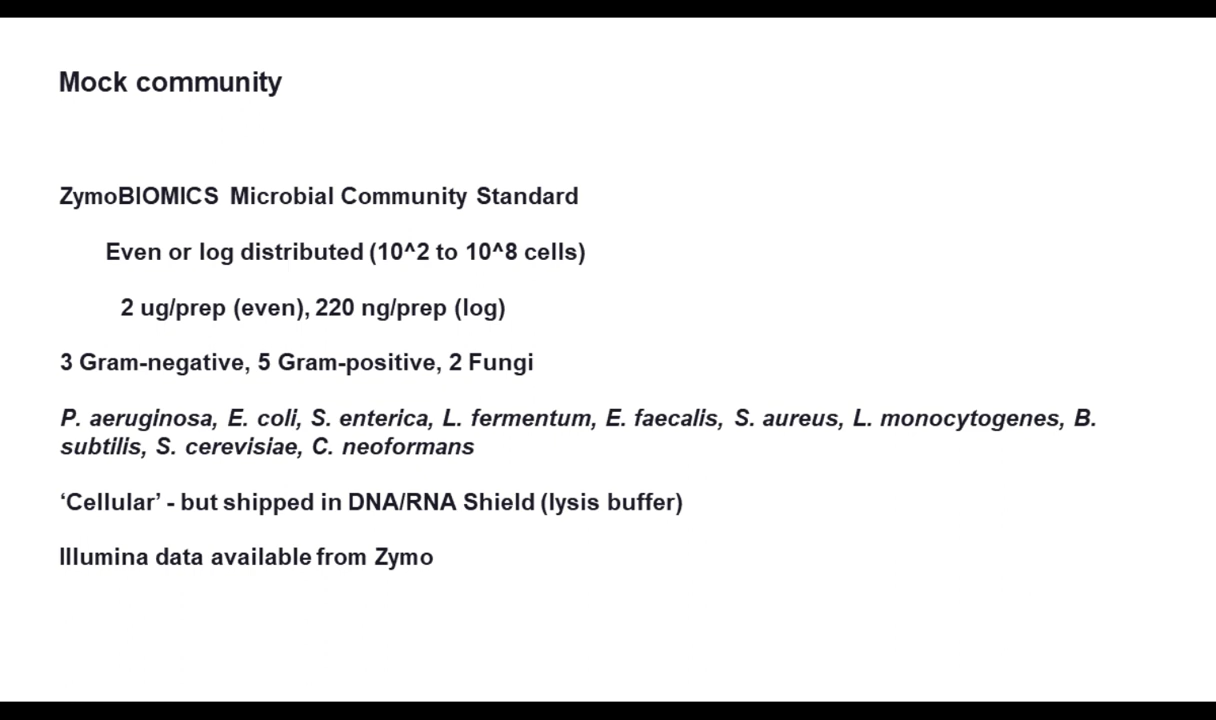 Mock community
ZymoBIOMICS Microbial Community Standard
Even or log distributed (10^2 to 10^8 cells)
2 ug/prep (even), 220 ng/prep (log)
3 Gram-negative, 5 Gram-positive, 2 Fungi
P. aeruginosa, E. coli, S. enterica, L. fermentum, E. faecalis, S. aureus, L. monocytogenes, B.
subtilis, S. cerevisiae, C. neoformans
‘Cellular’ - but shipped in DNA/RNA Shield (lysis buffer)
Illumina data available from Zymo